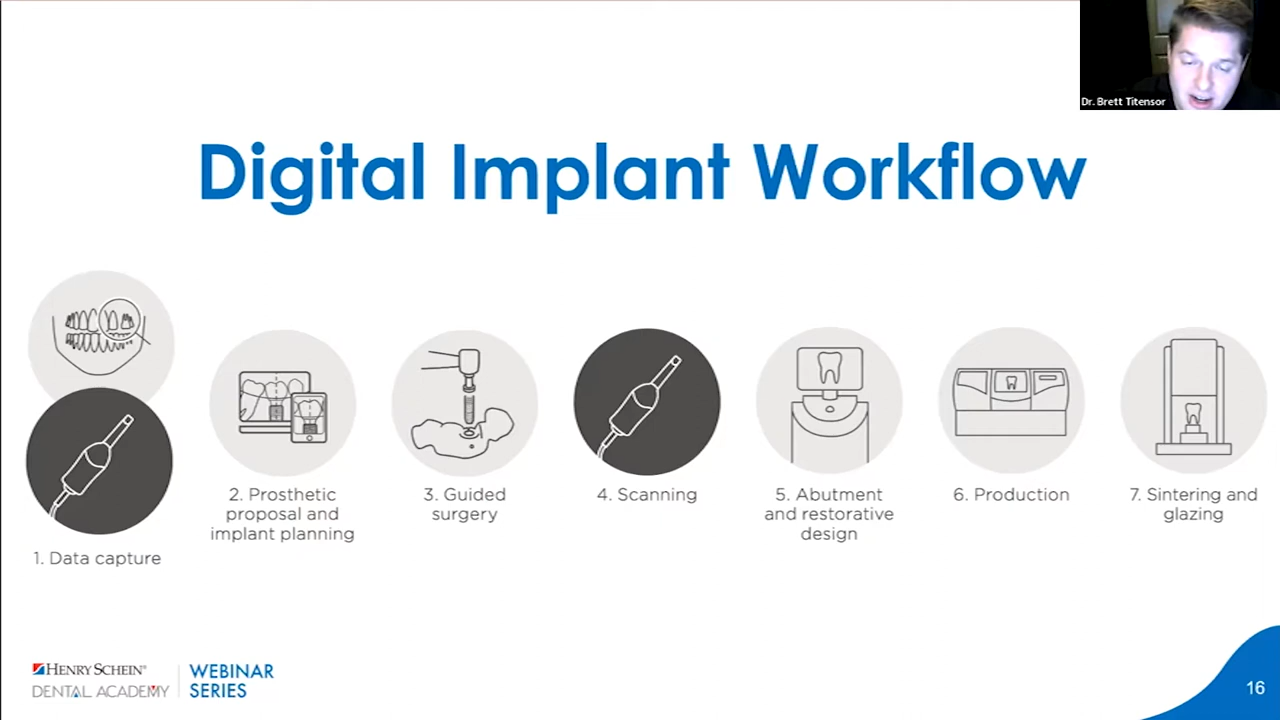 Dr. Brett Titensor
Digital Implant Workflow
1. Data capture
2. Prosthetic
proposal and
implant planning
3. Guided
surgery
4. Scanning
5. Abutment
and restorative
design
6. Production
7. Sintering and
glazing
HENRY SCHEIN®
DENTAL ACADEMY
WEBINAR
SERIES
16